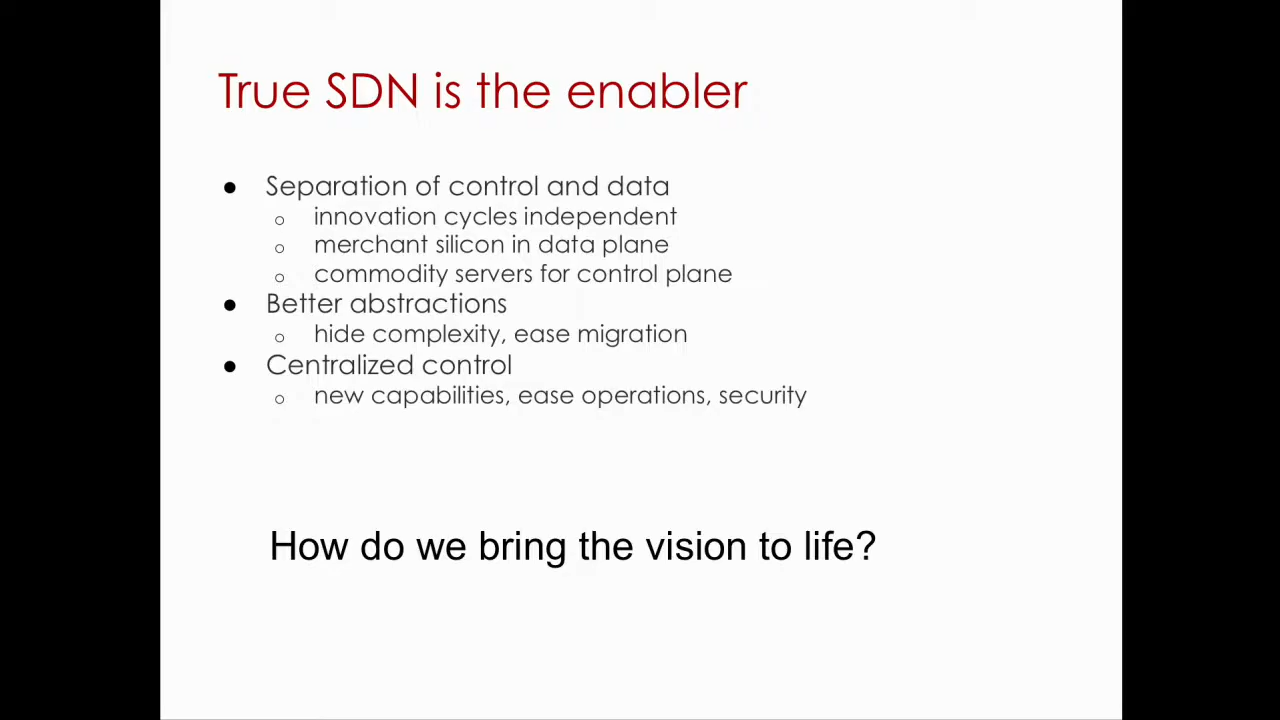 True SDN is the enabler
● Separation of control and data
○ innovation cycles independent
○ merchant silicon in data plane
○ commodity servers for control plane
● Better abstractions
○ hide complexity, ease migration
● Centralized control
○ new capabilities, ease operations, security
How do we bring the vision to life?